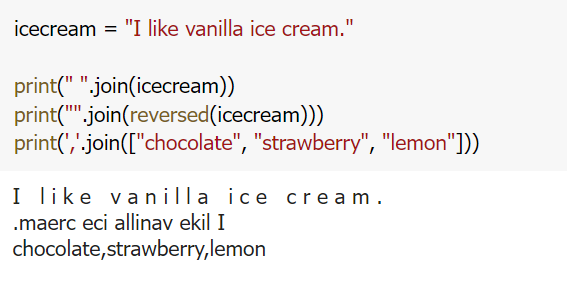 icecream = "I like vanilla ice cream."
print(" ".join(icecream))
print("".join(reversed(icecream)))
print(','.join(["chocolate", "strawberry", "lemon"]))
I   l i k e   v a n i l l a   i c e   c r e a m .
.maerc eci allinav ekil I
chocolate,strawberry,lemon